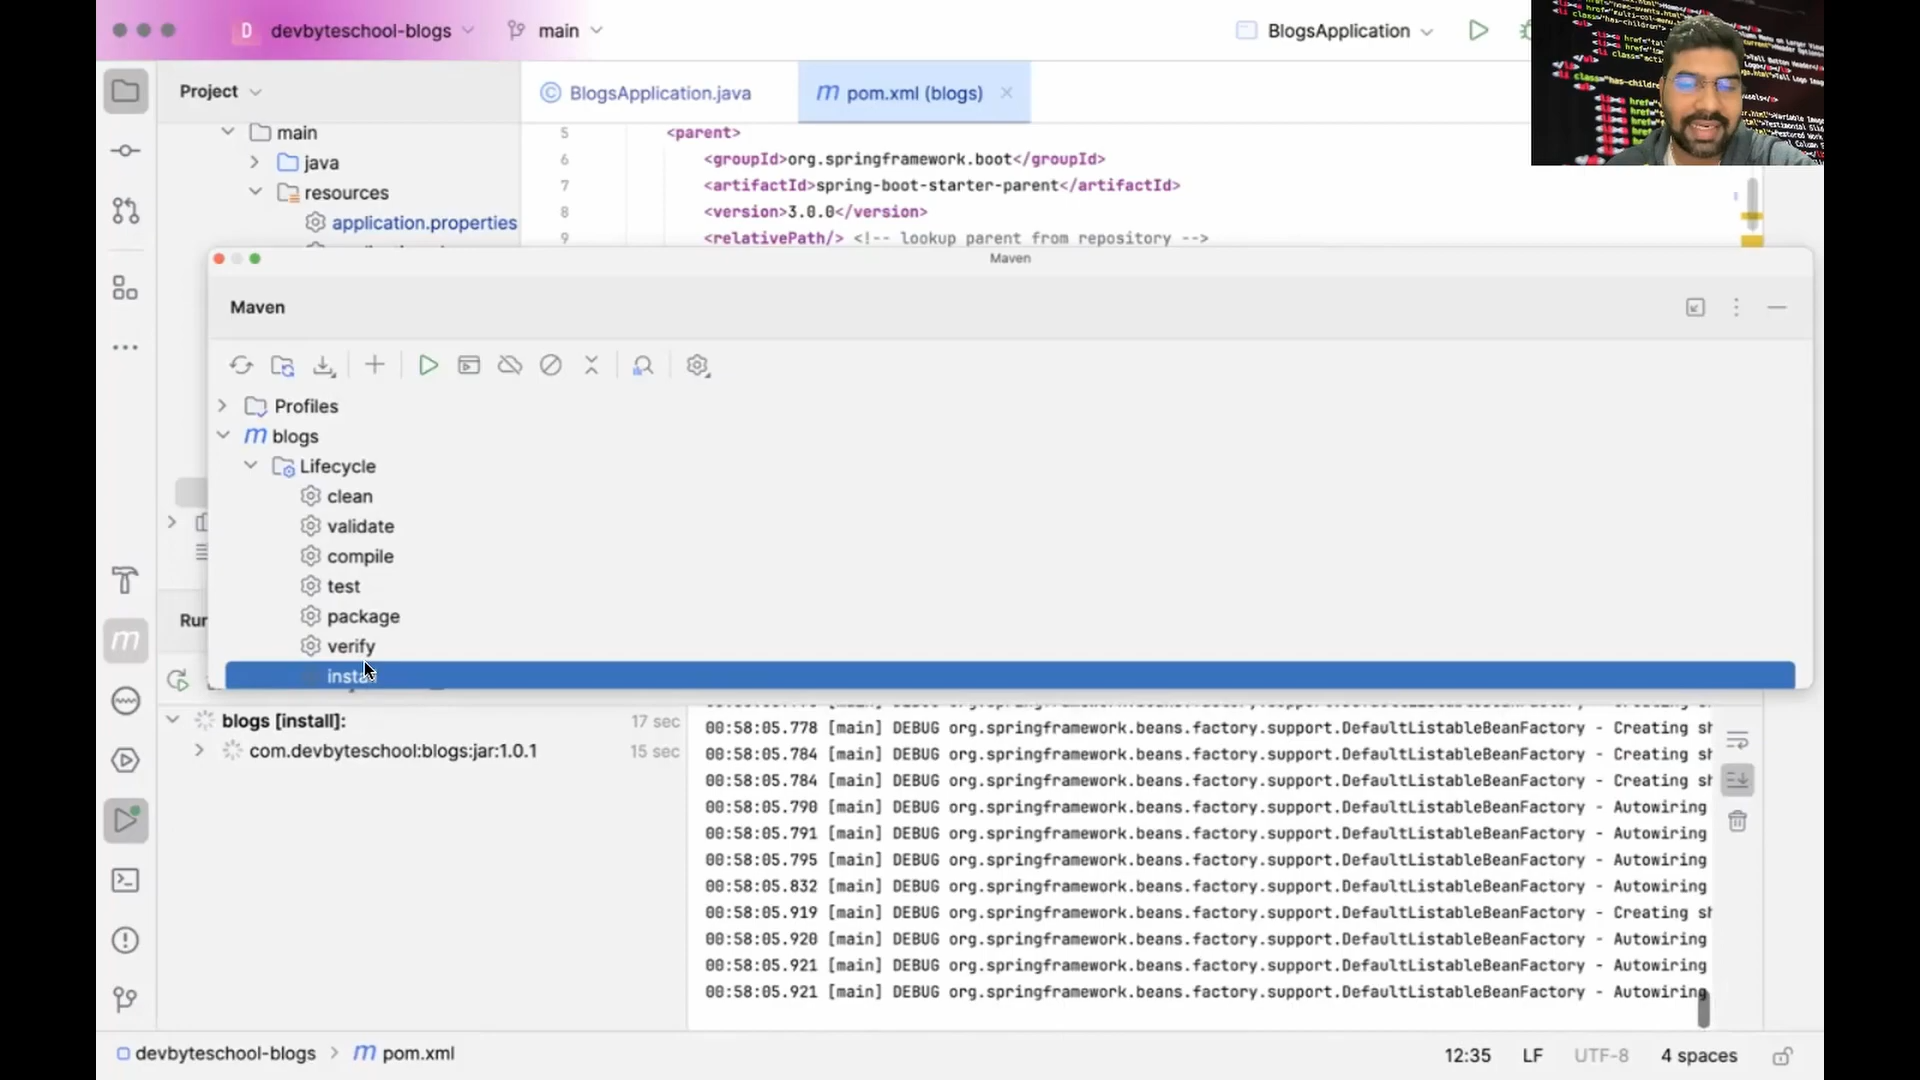 D devbyteschool-blogs
main
BlogsApplication
Project
BlogsApplication.java
pom.xml (blogs)
main
java
resources
application.properties
5 <parent>
6 <groupId>org.springframework.boot</groupId>
7 <artifactId>spring-boot-starter-parent</artifactId>
8 <version>3.0.0</version>
9 <relativePath/> <!-- lookup parent from repository -->
Maven
Maven
Profiles
blogs
Lifecycle
clean
validate
compile
test
package
verify
install
Run
blogs [install]: 17 sec
com.devbyteschool:blogs:jar:1.0.1 15 sec
00:58:05.778 [main] DEBUG org.springframework.beans.factory.support.DefaultListableBeanFactory - Creating sh
00:58:05.784 [main] DEBUG org.springframework.beans.factory.support.DefaultListableBeanFactory - Creating sh
00:58:05.784 [main] DEBUG org.springframework.beans.factory.support.DefaultListableBeanFactory - Creating sh
00:58:05.790 [main] DEBUG org.springframework.beans.factory.support.DefaultListableBeanFactory - Autowiring
00:58:05.791 [main] DEBUG org.springframework.beans.factory.support.DefaultListableBeanFactory - Autowiring
00:58:05.795 [main] DEBUG org.springframework.beans.factory.support.DefaultListableBeanFactory - Autowiring
00:58:05.832 [main] DEBUG org.springframework.beans.factory.support.DefaultListableBeanFactory - Autowiring
00:58:05.919 [main] DEBUG org.springframework.beans.factory.support.DefaultListableBeanFactory - Creating sh
00:58:05.920 [main] DEBUG org.springframework.beans.factory.support.DefaultListableBeanFactory - Autowiring
00:58:05.921 [main] DEBUG org.springframework.beans.factory.support.DefaultListableBeanFactory - Autowiring
00:58:05.921 [main] DEBUG org.springframework.beans.factory.support.DefaultListableBeanFactory - Autowiring
devbyteschool-blogs > pom.xml
12:35 LF UTF-8 4 spaces